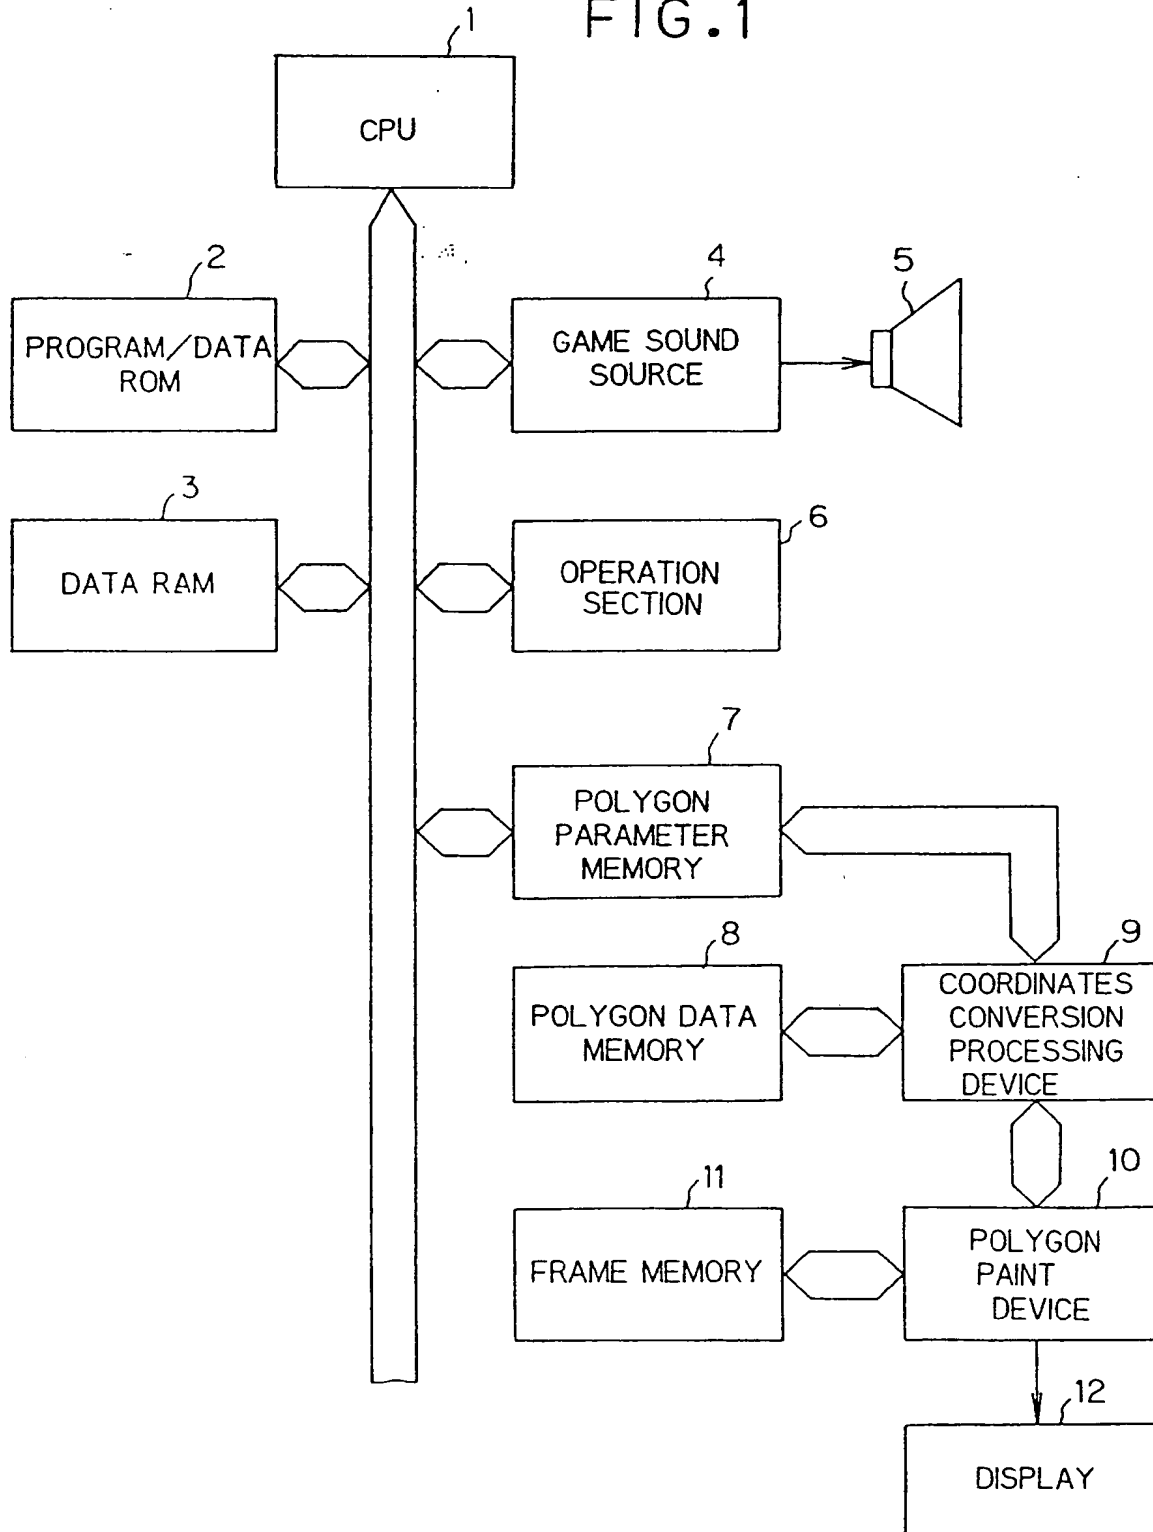 FIG.1
1
CPU
2
PROGRAM/DATA
ROM
4
GAME SOUND
SOURCE
5
3
DATA RAM
6
OPERATION
SECTION
7
POLYGON
PARAMETER
MEMORY
8
POLYGON DATA
MEMORY
9
COORDINATES
CONVERSION
PROCESSING
DEVICE
11
FRAME MEMORY
10
POLYGON
PAINT
DEVICE
12
DISPLAY